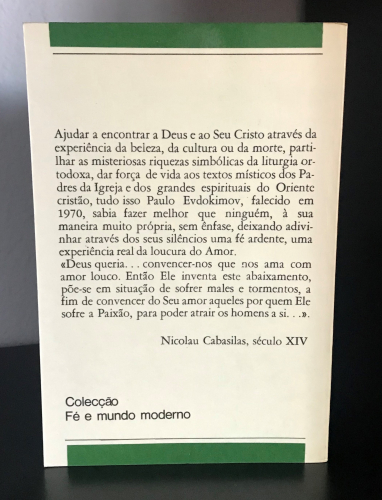 Ajudar a encontrar a Deus e ao Seu Cristo através da
experiência da beleza, da cultura ou da morte, parti-
lhar as misteriosas riquezas simbólicas da liturgia or-
todoxa, dar força de vida aos textos místicos dos Pa-
dres da Igreja e dos grandes espirituais do Oriente
cristão, tudo isso Paulo Evdokimov, falecido em
1970, sabia fazer melhor que ninguém, à sua
maneira muito própria, sem ênfase, deixando adivi-
nhar através dos seus silêncios uma fé ardente, uma
experiência real da loucura do Amor.
«Deus queria. . . convencer-nos que nos ama com
amor louco. Então Ele inventa este abaixamento,
põe-se em situação de sofrer males e tormentos, a
fim de convencer do Seu amor aqueles por quem Ele
sofre a Paixão, para poder atrair os homens a si. . .».
Nicolau Cabasilas, século XIV
Colecção
Fé e mundo moderno